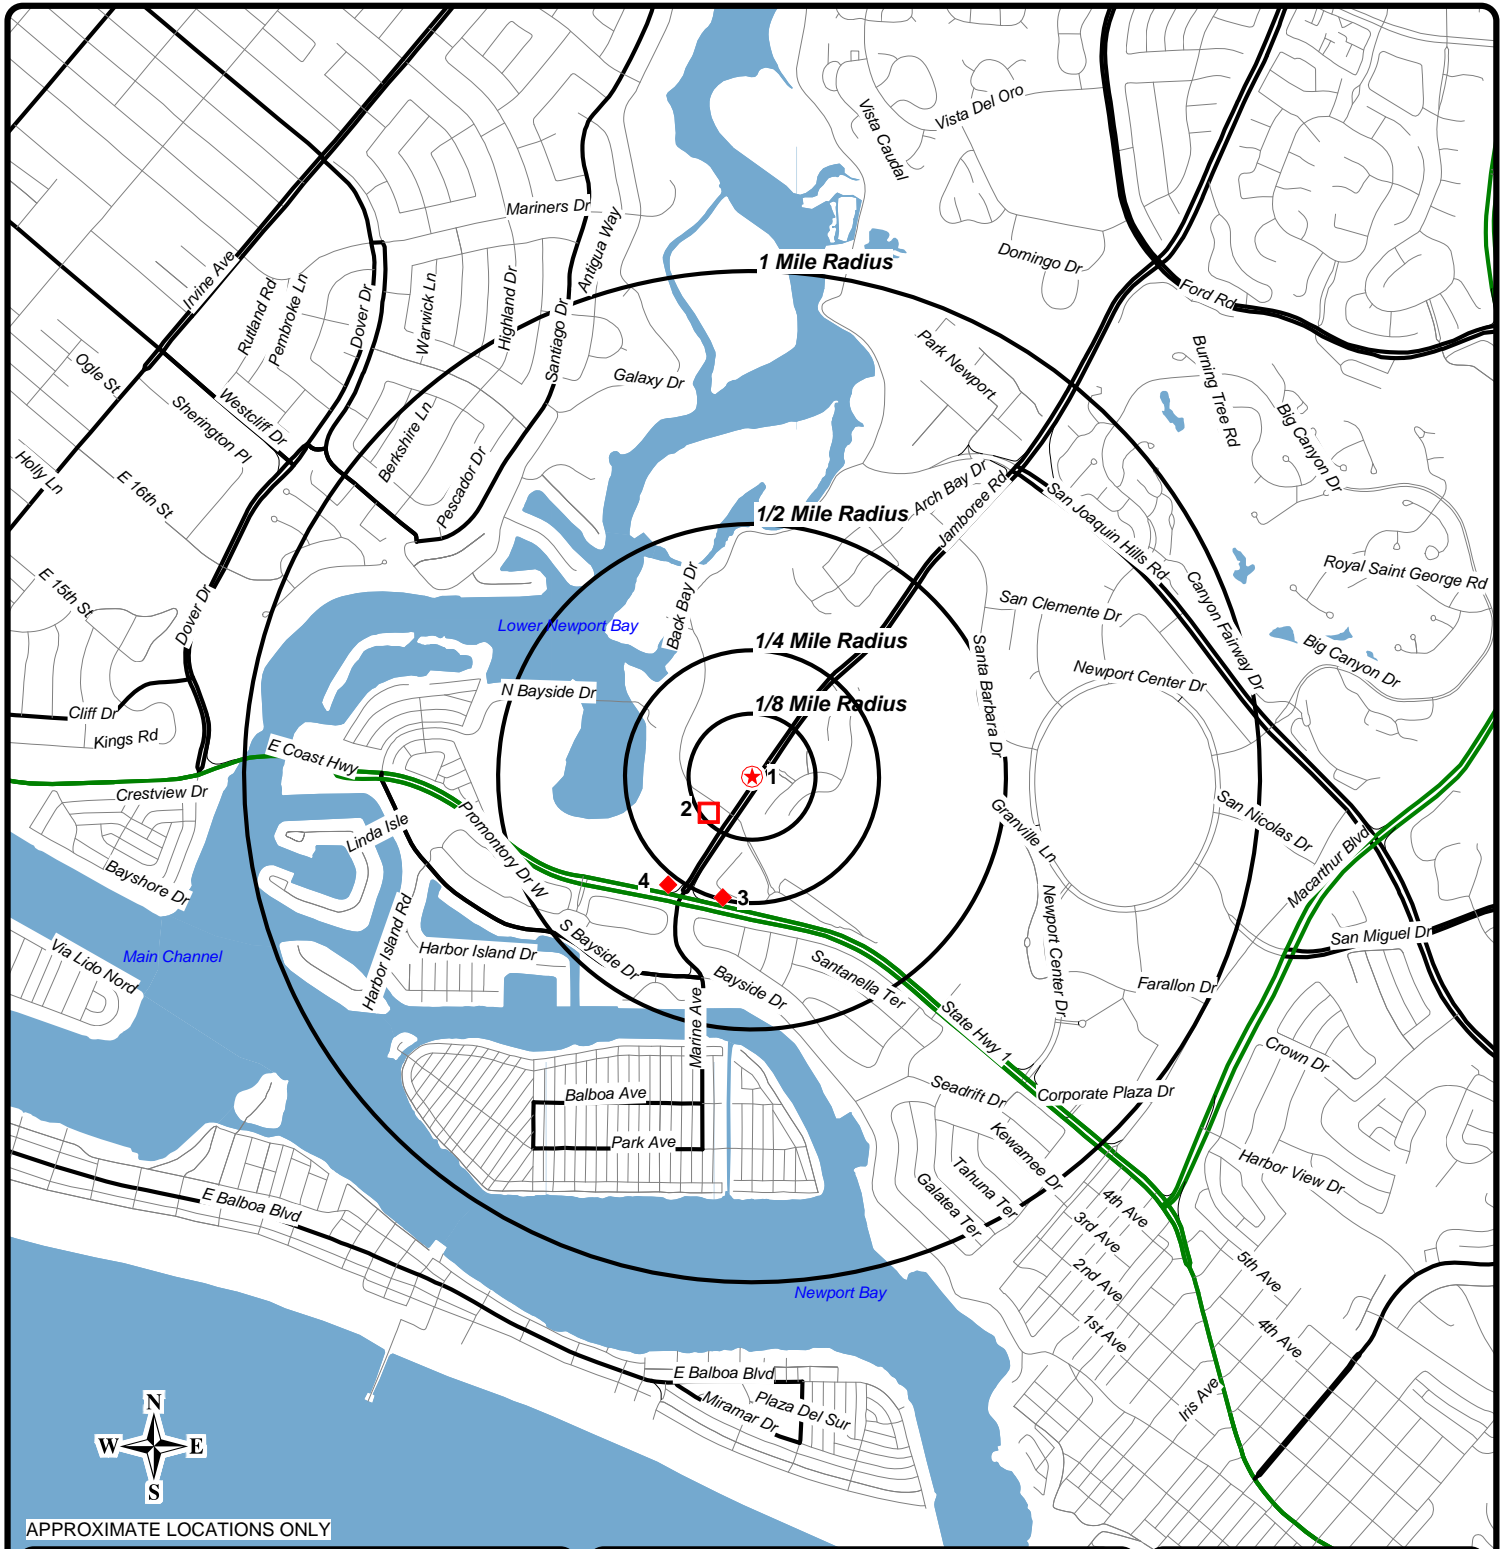 Vista Del Oro
Vista Caudal
Mariners Dr
Antigua Way
Domingo Dr
1 Mile Radius
Irvine Ave
Rutland Rd
Pembroke Ln
Dover Dr
Warwick Ln
Highland Dr
Santiago Dr
Ford Rd
Park Newport
Burning Tree Rd
Ogle St
Galaxy Dr
Westcliff Dr
Sherington Pl
Berkshire Ln
Big Canyon Dr
Holly Ln
E 16th St
Pescador Dr
Arch Bay Dr
Jamboree Rd
San Joaquin Hills Rd
1/2 Mile Radius
E 15th St
Dover Dr
Back Bay Dr
San Clemente Dr
Canyon Fairway Dr
Royal Saint George Rd
Lower Newport Bay
1/4 Mile Radius
Santa Barbara Dr
Newport Center Dr
Big Canyon Dr
N Bayside Dr
1/8 Mile Radius
Cliff Dr
Kings Rd
E Coast Hwy
Crestview Dr
1
2
Linda Isle
Promontory Dr W
Granville Ln
San Nicolas Dr
Macarthur Blvd
Bayshore Dr
4
3
Newport Center Dr
San Miguel Dr
Via Lido Nord
Main Channel
Harbor Island Rd
Harbor Island Dr
S Bayside Dr
Bayside Dr
Santanella Ter
Farallon Dr
Marine Ave
State Hwy 1
Crown Dr
Balboa Ave
Seadrift Dr
Corporate Plaza Dr
Park Ave
Kewamee Dr
Tahuna Ter
Galatea Ter
Harbor View Dr
E Balboa Blvd
4th Ave
3rd Ave
2nd Ave
1st Ave
5th Ave
4th Ave
Newport Bay
E Balboa Blvd
Miramar Dr
Plaza Del Sur
Iris Ave
N
W
E
S
APPROXIMATE LOCATIONS ONLY